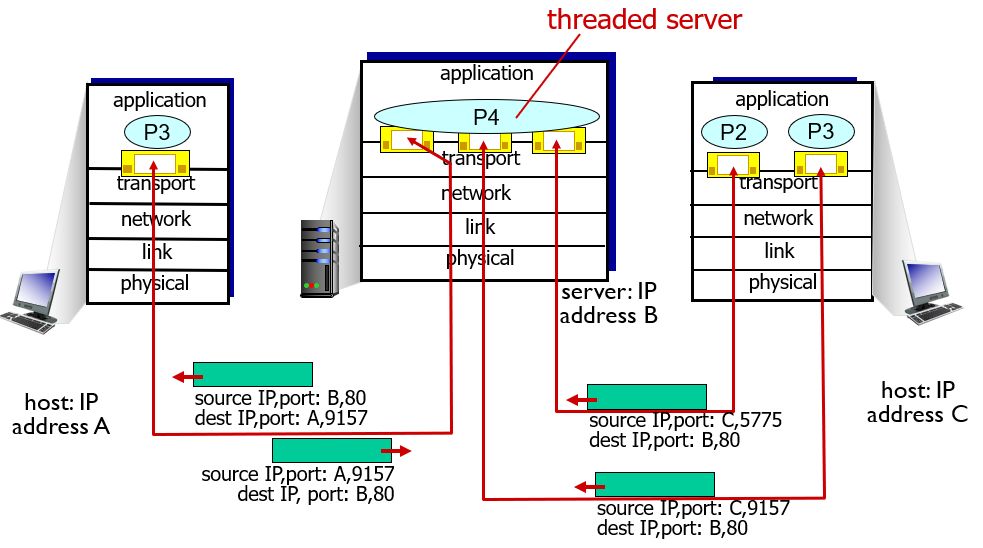 threaded server
application
P3
transport
network
link
physical
application
P4
transport
network
link
physical
application
P2
P3
transport
network
link
physical
server: IP
address B
host: IP
address A
host: IP
address C
source IP,port: B,80
dest IP,port: A,9157
source IP,port: A,9157
dest IP, port: B,80
source IP,port: C,5775
dest IP,port: B,80
source IP,port: C,9157
dest IP,port: B,80